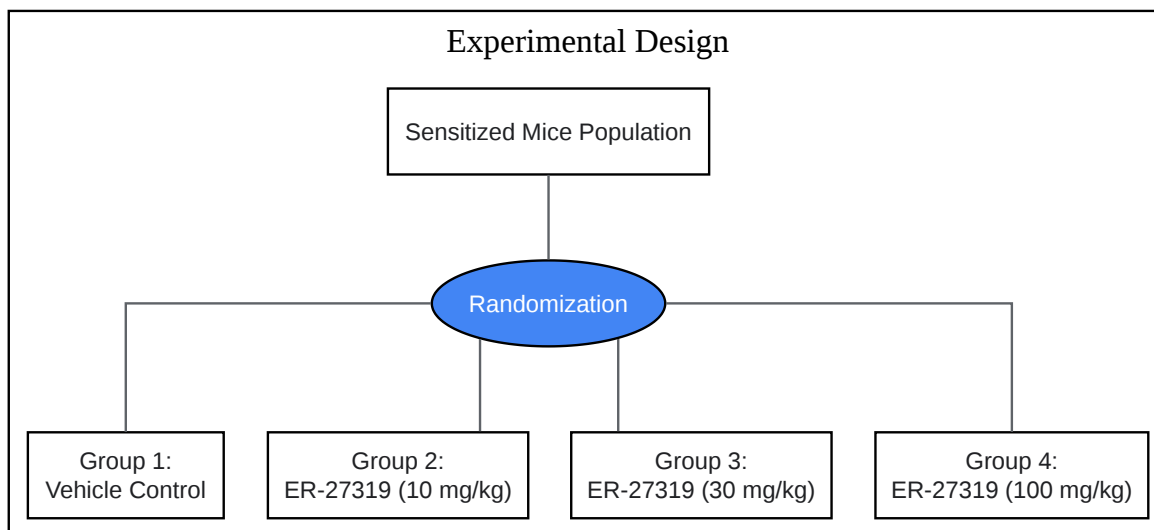 Experimental Design
Sensitized Mice Population
Randomization
Group 1:
Vehicle Control
Group 2:
ER-27319 (10 mg/kg)
Group 3:
ER-27319 (30 mg/kg)
Group 4:
ER-27319 (100 mg/kg)